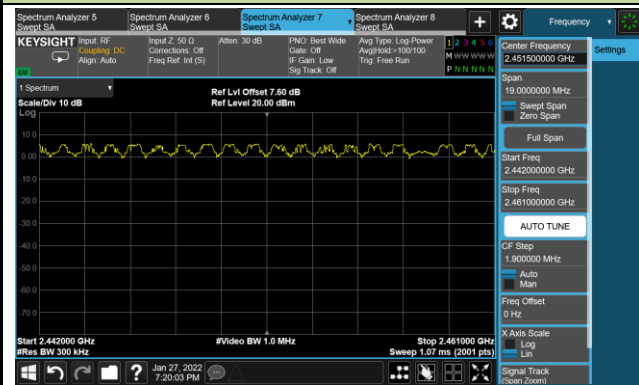 Spectrum Analyzer 5
Swept SA
Spectrum Analyzer 6
Swept SA
Spectrum Analyzer 7
Swept SA
Spectrum Analyzer 8
Swept SA
+
Frequency
KEYSIGHT
Input: RF
Coupling: DC
Align: Auto
Input Z: 50 Ω
Corrections: Off
Freq Ref: Int (S)
Atten: 30 dB
PNO: Best Wide
Gate: Off
IF Gain: Low
Sig Track: Off
Avg Type: Log-Power
Avg|Hold:>100/100
Trig: Free Run
1 2 3 4 5 6
M W W W W W
P N N N N N
1 Spectrum
Scale/Div 10 dB
Log
Ref Lvl Offset 7.60 dB
Ref Level 20.00 dBm
10.0
0.00
-10.0
-20.0
-30.0
-40.0
-50.0
-60.0
-70.0
Start 2.442000 GHz
#Res BW 300 kHz
#Video BW 1.0 MHz
Stop 2.461000 GHz
Sweep 1.07 ms (2001 pts)
Center Frequency
2.451500000 GHz
Settings
Span
19.0000000 MHz
Swept Span
Zero Span
Full Span
Start Freq
2.442000000 GHz
Stop Freq
2.461000000 GHz
AUTO TUNE
CF Step
1.900000 MHz
Auto
Man
Freq Offset
0 Hz
X Axis Scale
Log
Lin
Signal Track
(Span Zoom)
?
Jan 27, 2022
7:20:03 PM